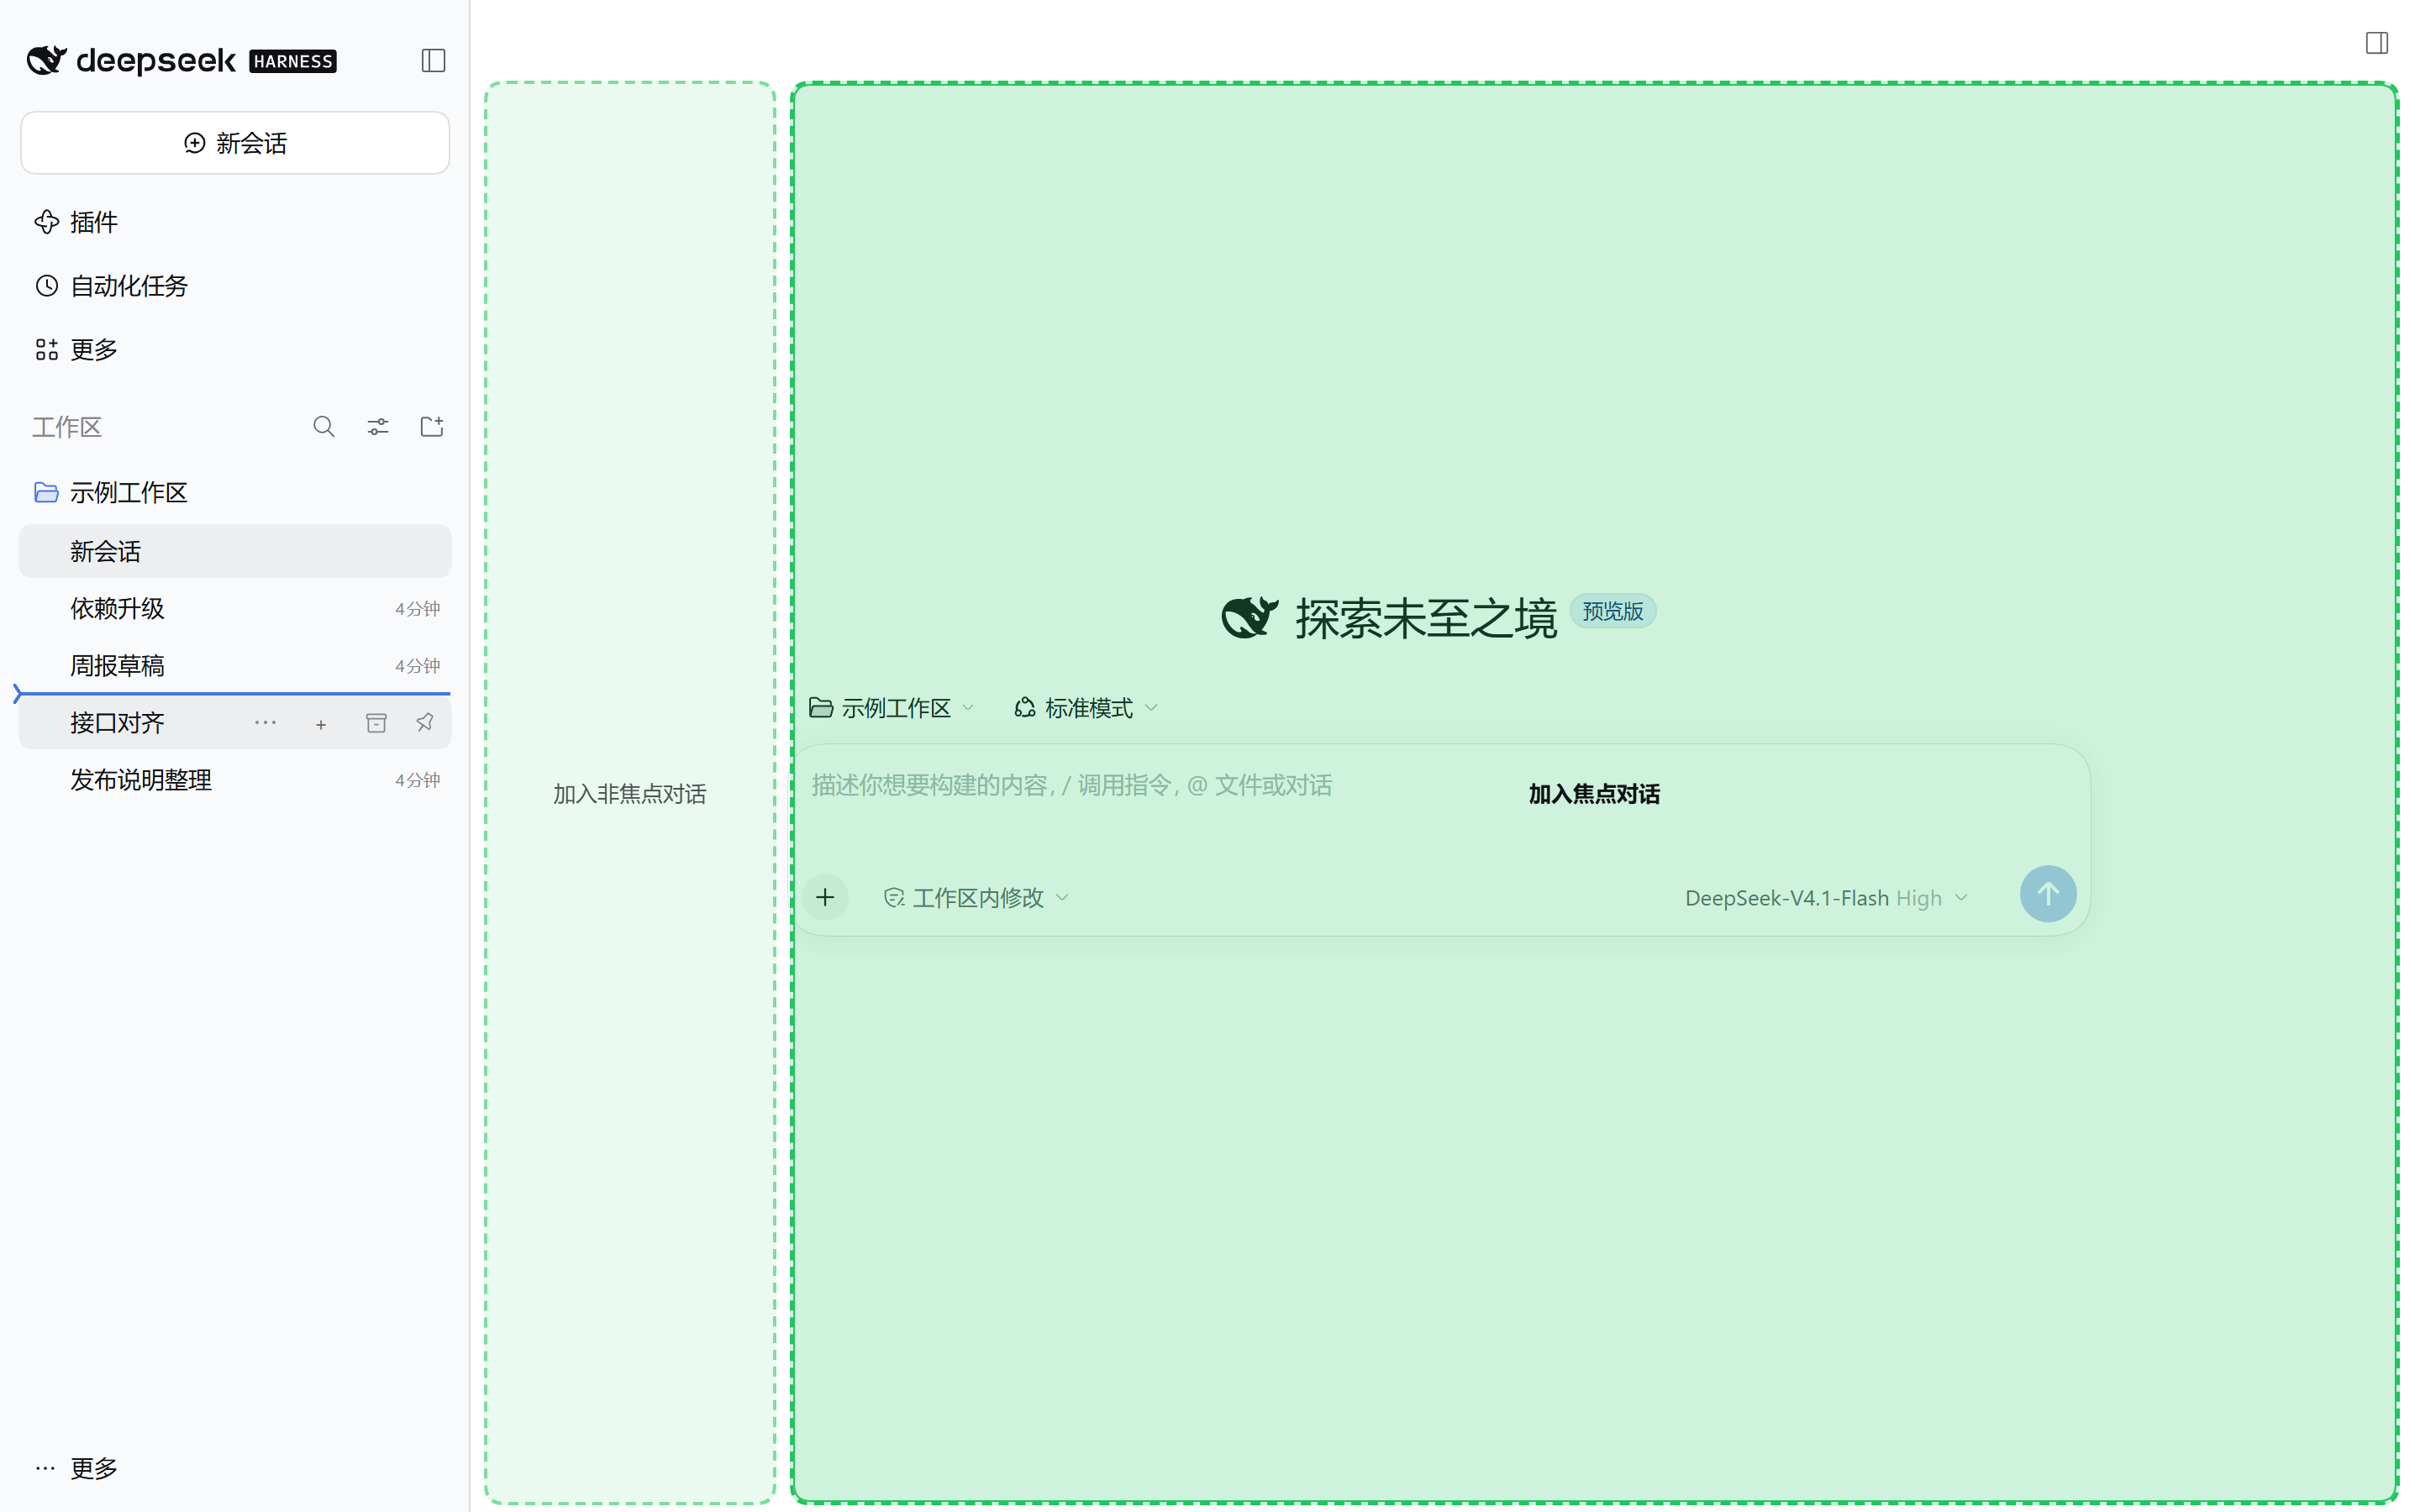 deepseek HARNESS
新会话
插件
自动化任务
更多
工作区
示例工作区
新会话
依赖升级 4分钟
周报草稿 4分钟
接口对齐
发布说明整理 4分钟
更多
加入非焦点对话
探索未至之境 预览版
示例工作区 标准模式
描述你想要构建的内容, / 调用指令, @ 文件或对话
加入焦点对话
工作区内修改 DeepSeek-V4.1-Flash High